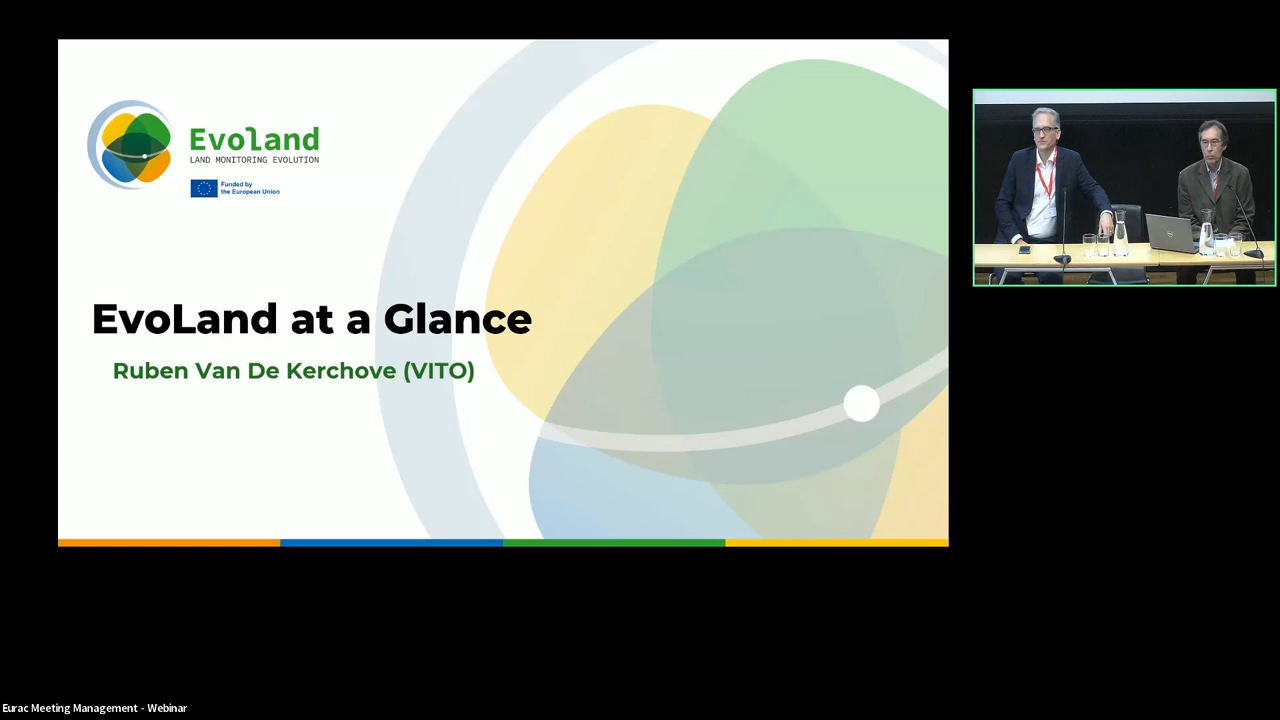 Evoland
LAND MONITORING EVOLUTION
Funded by
the European Union
EvoLand at a Glance
Ruben Van De Kerchove (VITO)
Eurac Meeting Management - Webinar